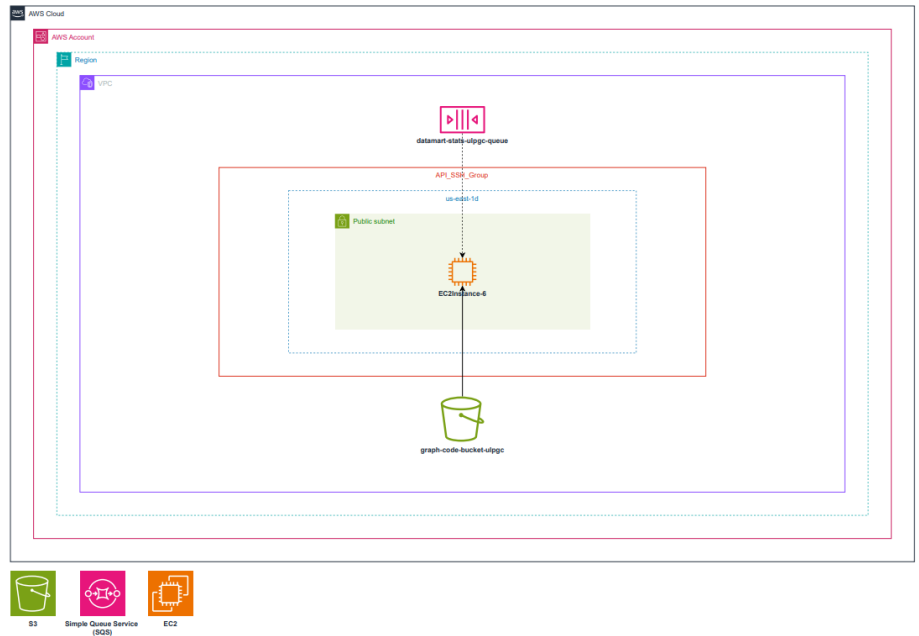 aws
AWS Cloud
AWS Account
Region
VPC
datamart-stats-ulpgc-queue
API_SSH_Group
us-east-1d
Public subnet
EC2Instance-6
graph-code-bucket-ulpgc
S3
Simple Queue Service
(SQS)
EC2